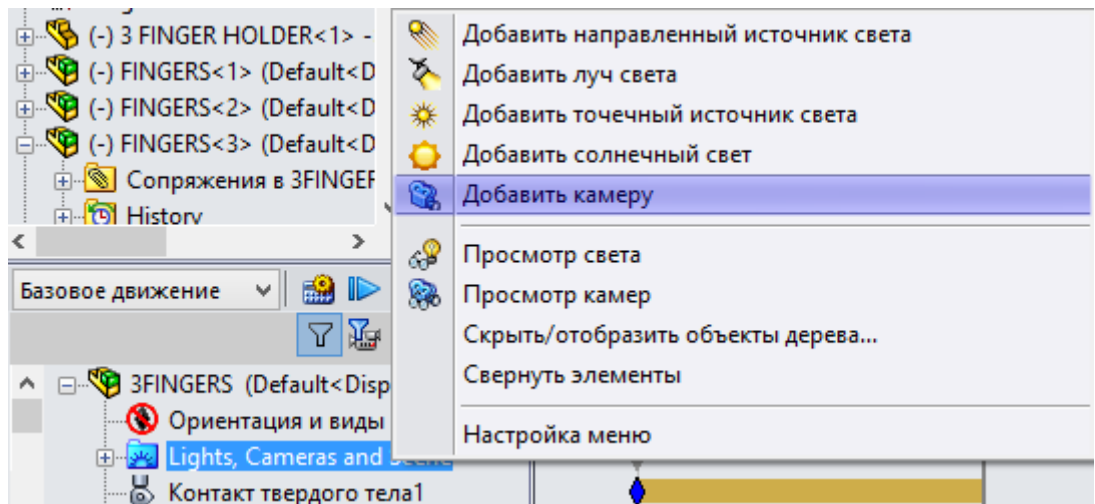 (-) 3 FINGER HOLDER<1> -
(-) FINGERS<1> (Default<D
(-) FINGERS<2> (Default<D
(-) FINGERS<3> (Default<D
Сопряжения в 3FINGER
History
Базовое движение
3FINGERS (Default<Disp
Ориентация и виды
Lights, Cameras and Scene
Контакт твердого тела1
Добавить направленный источник света
Добавить луч света
Добавить точечный источник света
Добавить солнечный свет
Добавить камеру
Просмотр света
Просмотр камер
Скрыть/отобразить объекты дерева...
Свернуть элементы
Настройка меню